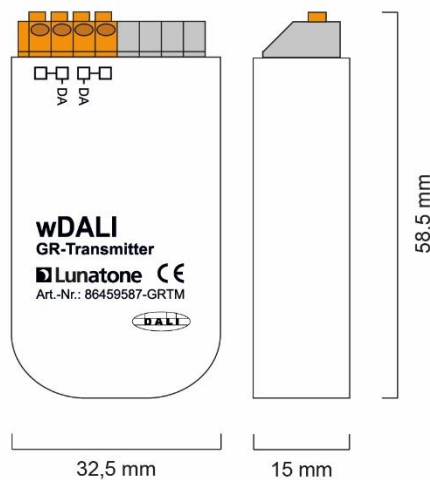 DA DA
wDALI
GR-Transmitter
Lunatone CE
Art.-Nr.: 86459587-GRTM
DALI
58.5 mm
32,5 mm
15 mm